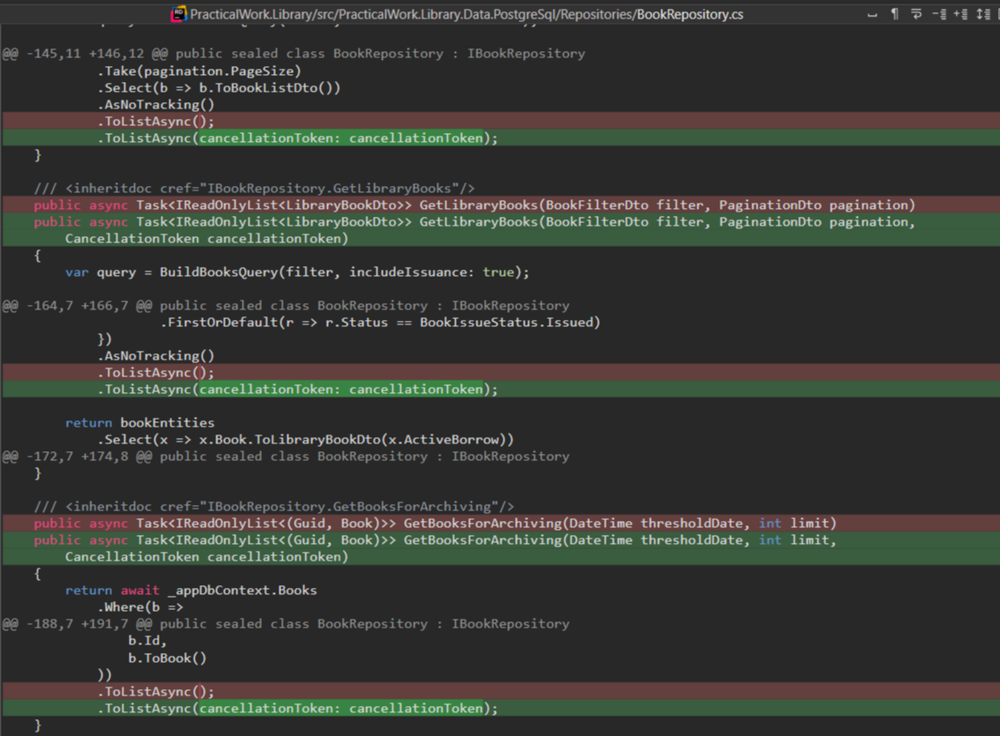 PracticalWork.Library/src/PracticalWork.Library.Data.PostgreSql/Repositories/BookRepository.cs
@@ -145,11 +146,12 @@ public sealed class BookRepository : IBookRepository
            .Take(pagination.PageSize)
            .Select(b => b.ToBookListDto())
            .AsNoTracking()
            .ToListAsync();
            .ToListAsync(cancellationToken: cancellationToken);
    }
    /// <inheritdoc cref="IBookRepository.GetLibraryBooks"/>
    public async Task<IReadOnlyList<LibraryBookDto>> GetLibraryBooks(BookFilterDto filter, PaginationDto pagination)
    public async Task<IReadOnlyList<LibraryBookDto>> GetLibraryBooks(BookFilterDto filter, PaginationDto pagination,
        CancellationToken cancellationToken)
    {
        var query = BuildBooksQuery(filter, includeIssuance: true);
@@ -164,7 +166,7 @@ public sealed class BookRepository : IBookRepository
                    .FirstOrDefault(r => r.Status == BookIssueStatus.Issued)
            })
            .AsNoTracking()
            .ToListAsync();
            .ToListAsync(cancellationToken: cancellationToken);
        return bookEntities
            .Select(x => x.Book.ToLibraryBookDto(x.ActiveBorrow))
@@ -172,7 +174,8 @@ public sealed class BookRepository : IBookRepository
    }
    /// <inheritdoc cref="IBookRepository.GetBooksForArchiving"/>
    public async Task<IReadOnlyList<(Guid, Book)>> GetBooksForArchiving(DateTime thresholdDate, int limit)
    public async Task<IReadOnlyList<(Guid, Book)>> GetBooksForArchiving(DateTime thresholdDate, int limit,
        CancellationToken cancellationToken)
    {
        return await _appDbContext.Books
            .Where(b =>
@@ -188,7 +191,7 @@ public sealed class BookRepository : IBookRepository
                b.Id,
                b.ToBook()
            ))
            .ToListAsync();
            .ToListAsync(cancellationToken: cancellationToken);
    }